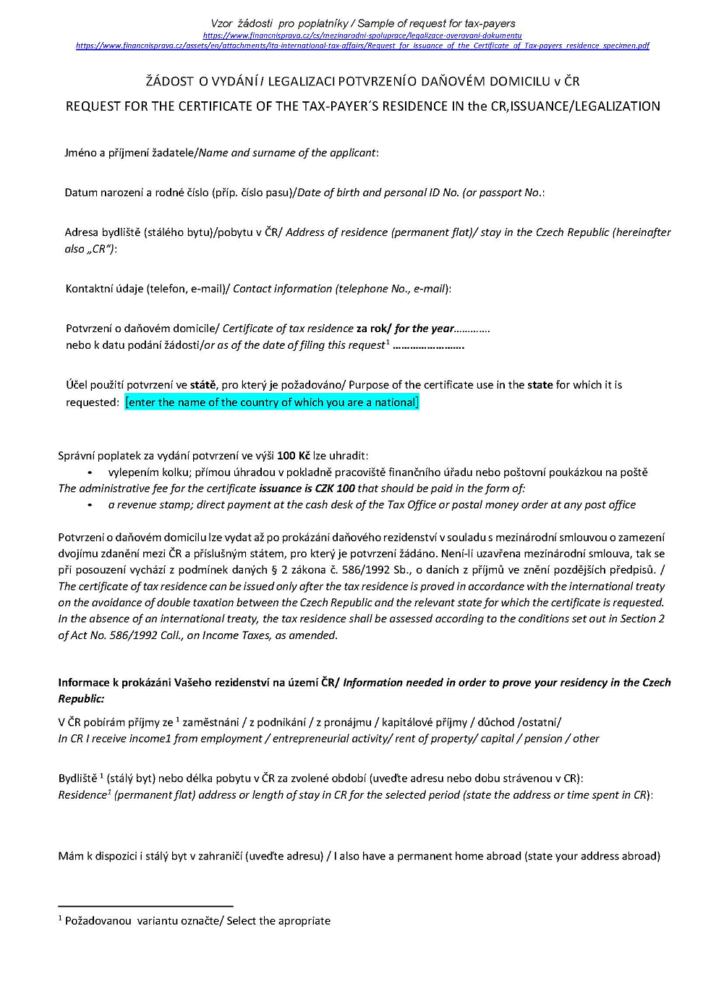 Vzor žádosti pro poplatníky / Sample of request for tax-payers
https://www.financnisprava.cz/cs/mezinarodni-spoluprace/legalizace-overovani-dokumentu
https://www.financnisprava.cz/assets/en/attachments/ita-international-tax-affairs/Request_for_issuance_of_the_Certificate_of_Tax-payers_residence_specimen.pdf
ŽÁDOST O VYDÁNÍ / LEGALIZACI POTVRZENÍ O DAŇOVÉM DOMICILU v ČR
REQUEST FOR THE CERTIFICATE OF THE TAX-PAYER´S RESIDENCE IN the CR,ISSUANCE/LEGALIZATION
Jméno a příjmení žadatele/Name and surname of the applicant:
Datum narození a rodné číslo (příp. číslo pasu)/Date of birth and personal ID No. (or passport No.:
Adresa bydliště (stálého bytu)/pobytu v ČR/ Address of residence (permanent flat)/ stay in the Czech Republic (hereinafter
also „CR“):
Kontaktní údaje (telefon, e-mail)/ Contact information (telephone No., e-mail):
Potvrzení o daňovém domicile/ Certificate of tax residence za rok/ for the year.…………
nebo k datu podání žádosti/or as of the date of filing this request¹ …………………….
Účel použití potvrzení ve státě, pro který je požadováno/ Purpose of the certificate use in the state for which it is
requested: [enter the name of the country of which you are a national]
Správní poplatek za vydání potvrzení ve výši 100 Kč lze uhradit:
• vylepením kolku; přímou úhradou v pokladně pracoviště finančního úřadu nebo poštovní poukázkou na poště
The administrative fee for the certificate issuance is CZK 100 that should be paid in the form of:
• a revenue stamp; direct payment at the cash desk of the Tax Office or postal money order at any post office
Potvrzení o daňovém domicilu lze vydat až po prokázání daňového rezidenství v souladu s mezinárodní smlouvou o zamezení
dvojímu zdanění mezi ČR a příslušným státem, pro který je potvrzení žádáno. Není-li uzavřena mezinárodní smlouva, tak se
při posouzení vychází z podmínek daných § 2 zákona č. 586/1992 Sb., o daních z příjmů ve znění pozdějších předpisů. /
The certificate of tax residence can be issued only after the tax residence is proved in accordance with the international treaty
on the avoidance of double taxation between the Czech Republic and the relevant state for which the certificate is requested.
In the absence of an international treaty, the tax residence shall be assessed according to the conditions set out in Section 2
of Act No. 586/1992 Coll., on Income Taxes, as amended.
Informace k prokázáni Vašeho rezidenství na území ČR/ Information needed in order to prove your residency in the Czech
Republic:
V ČR pobírám příjmy ze ¹ zaměstnáni / z podnikání / z pronájmu / kapitálové příjmy / důchod /ostatní/
In CR I receive income1 from employment / entrepreneurial activity/ rent of property/ capital / pension / other
Bydliště ¹ (stálý byt) nebo délka pobytu v ČR za zvolené období (uveďte adresu nebo dobu strávenou v CR):
Residence¹ (permanent flat) address or length of stay in CR for the selected period (state the address or time spent in CR):
Mám k dispozici i stálý byt v zahraničí (uveďte adresu) / I also have a permanent home abroad (state your address abroad)
¹ Požadovanou variantu označte/ Select the apropriate